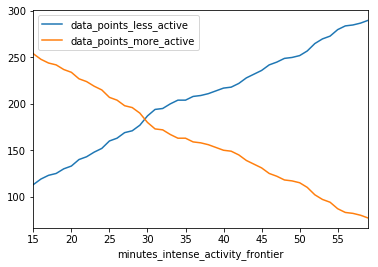 300
250
200
150
100
data_points_less_active
data_points_more_active
15 20 25 30 35 40 45 50 55
minutes_intense_activity_frontier